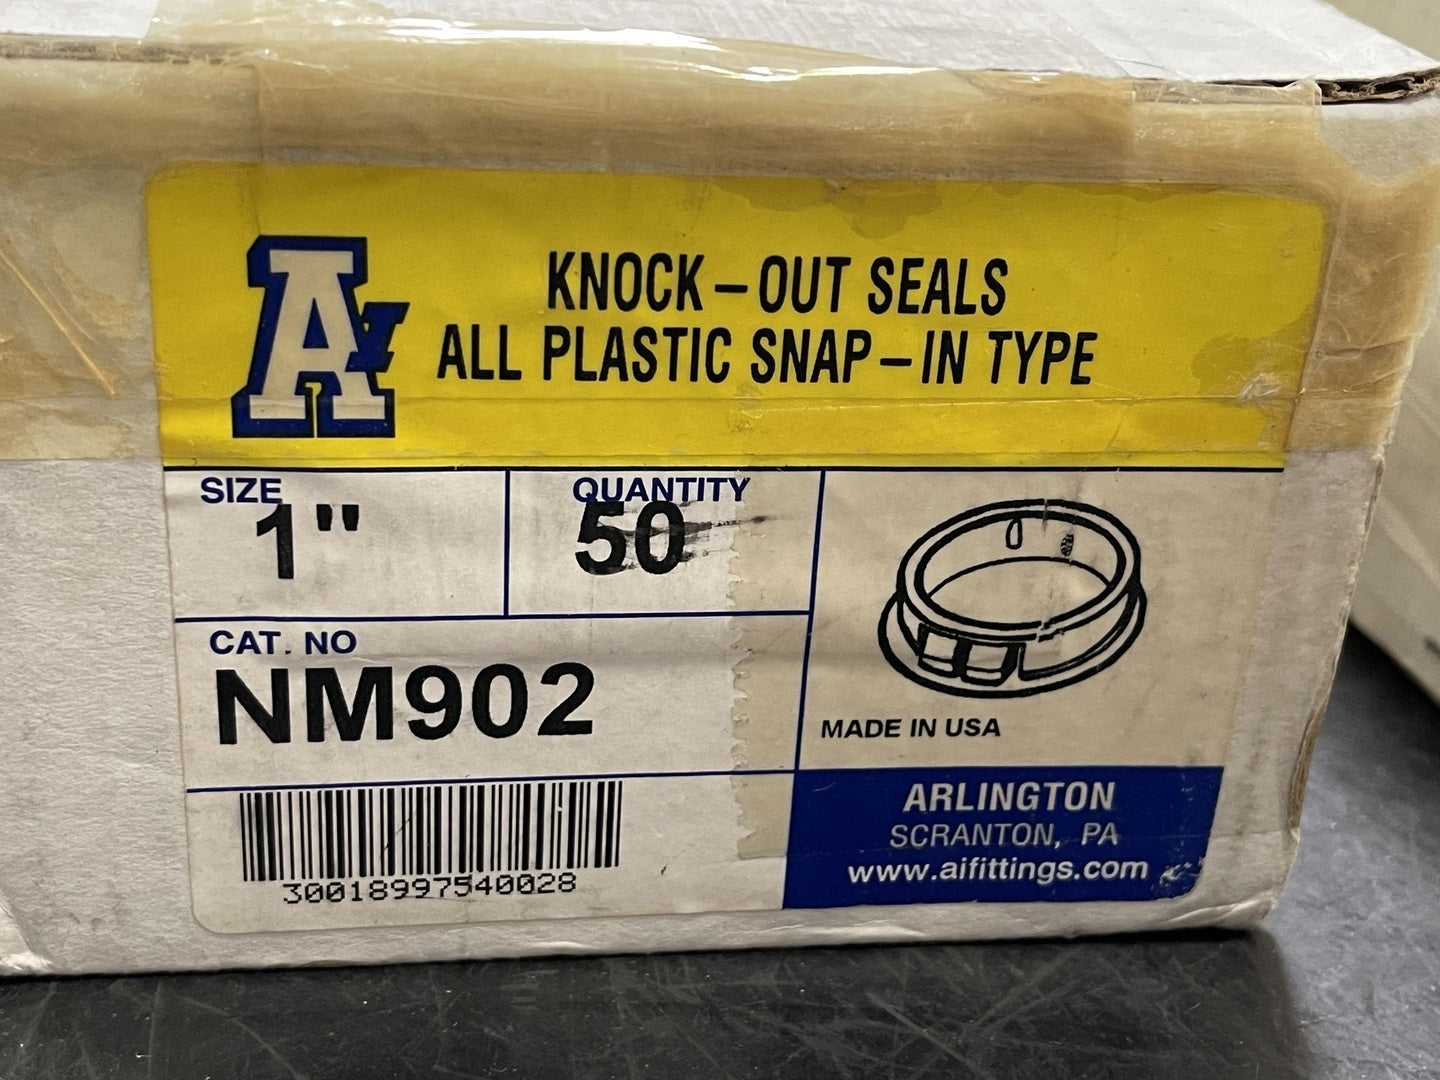 AI
KNOCK-OUT SEALS
ALL PLASTIC SNAP-IN TYPE
SIZE
1"
QUANTITY
50
CAT. NO
NM902
MADE IN USA
30018997540028
ARLINGTON
SCRANTON, PA
www.aifittings.com